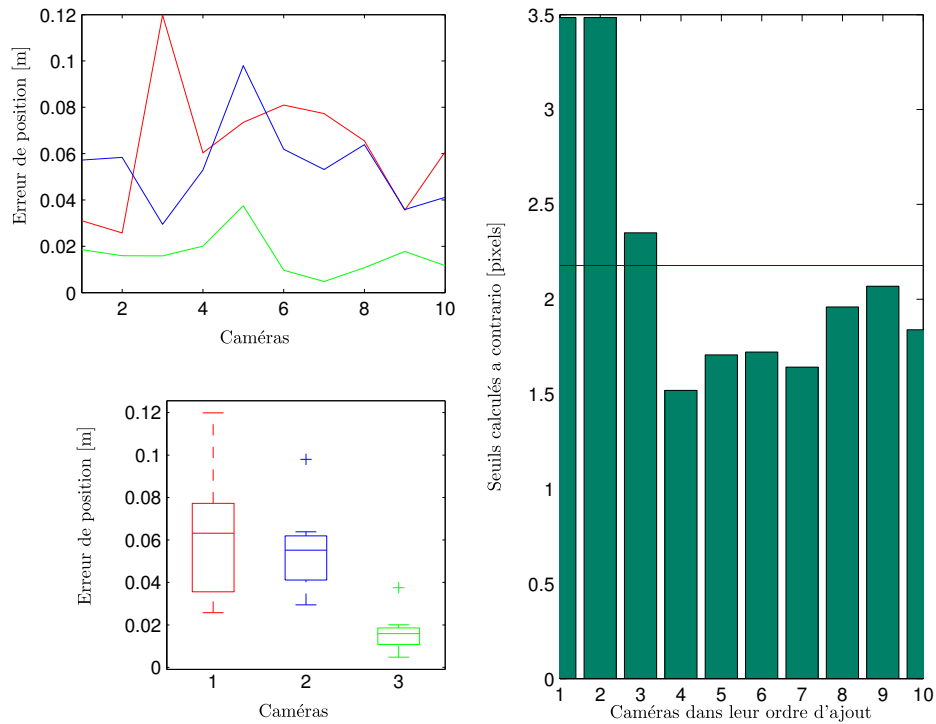 Erreur de position [m]
0.12
0.1
0.08
0.06
0.04
0.02
0
2 4 6 8 10
Caméras
Erreur de position [m]
0.12
0.08
0.06
0.04
0.02
0
1 2 3
Caméras
Seuils calculés a contrario [pixels]
3.5
3
2.5
2
1.5
1
0.5
0
1 2 3 4 5 6 7 8 9 10
Caméras dans leur ordre d'ajout